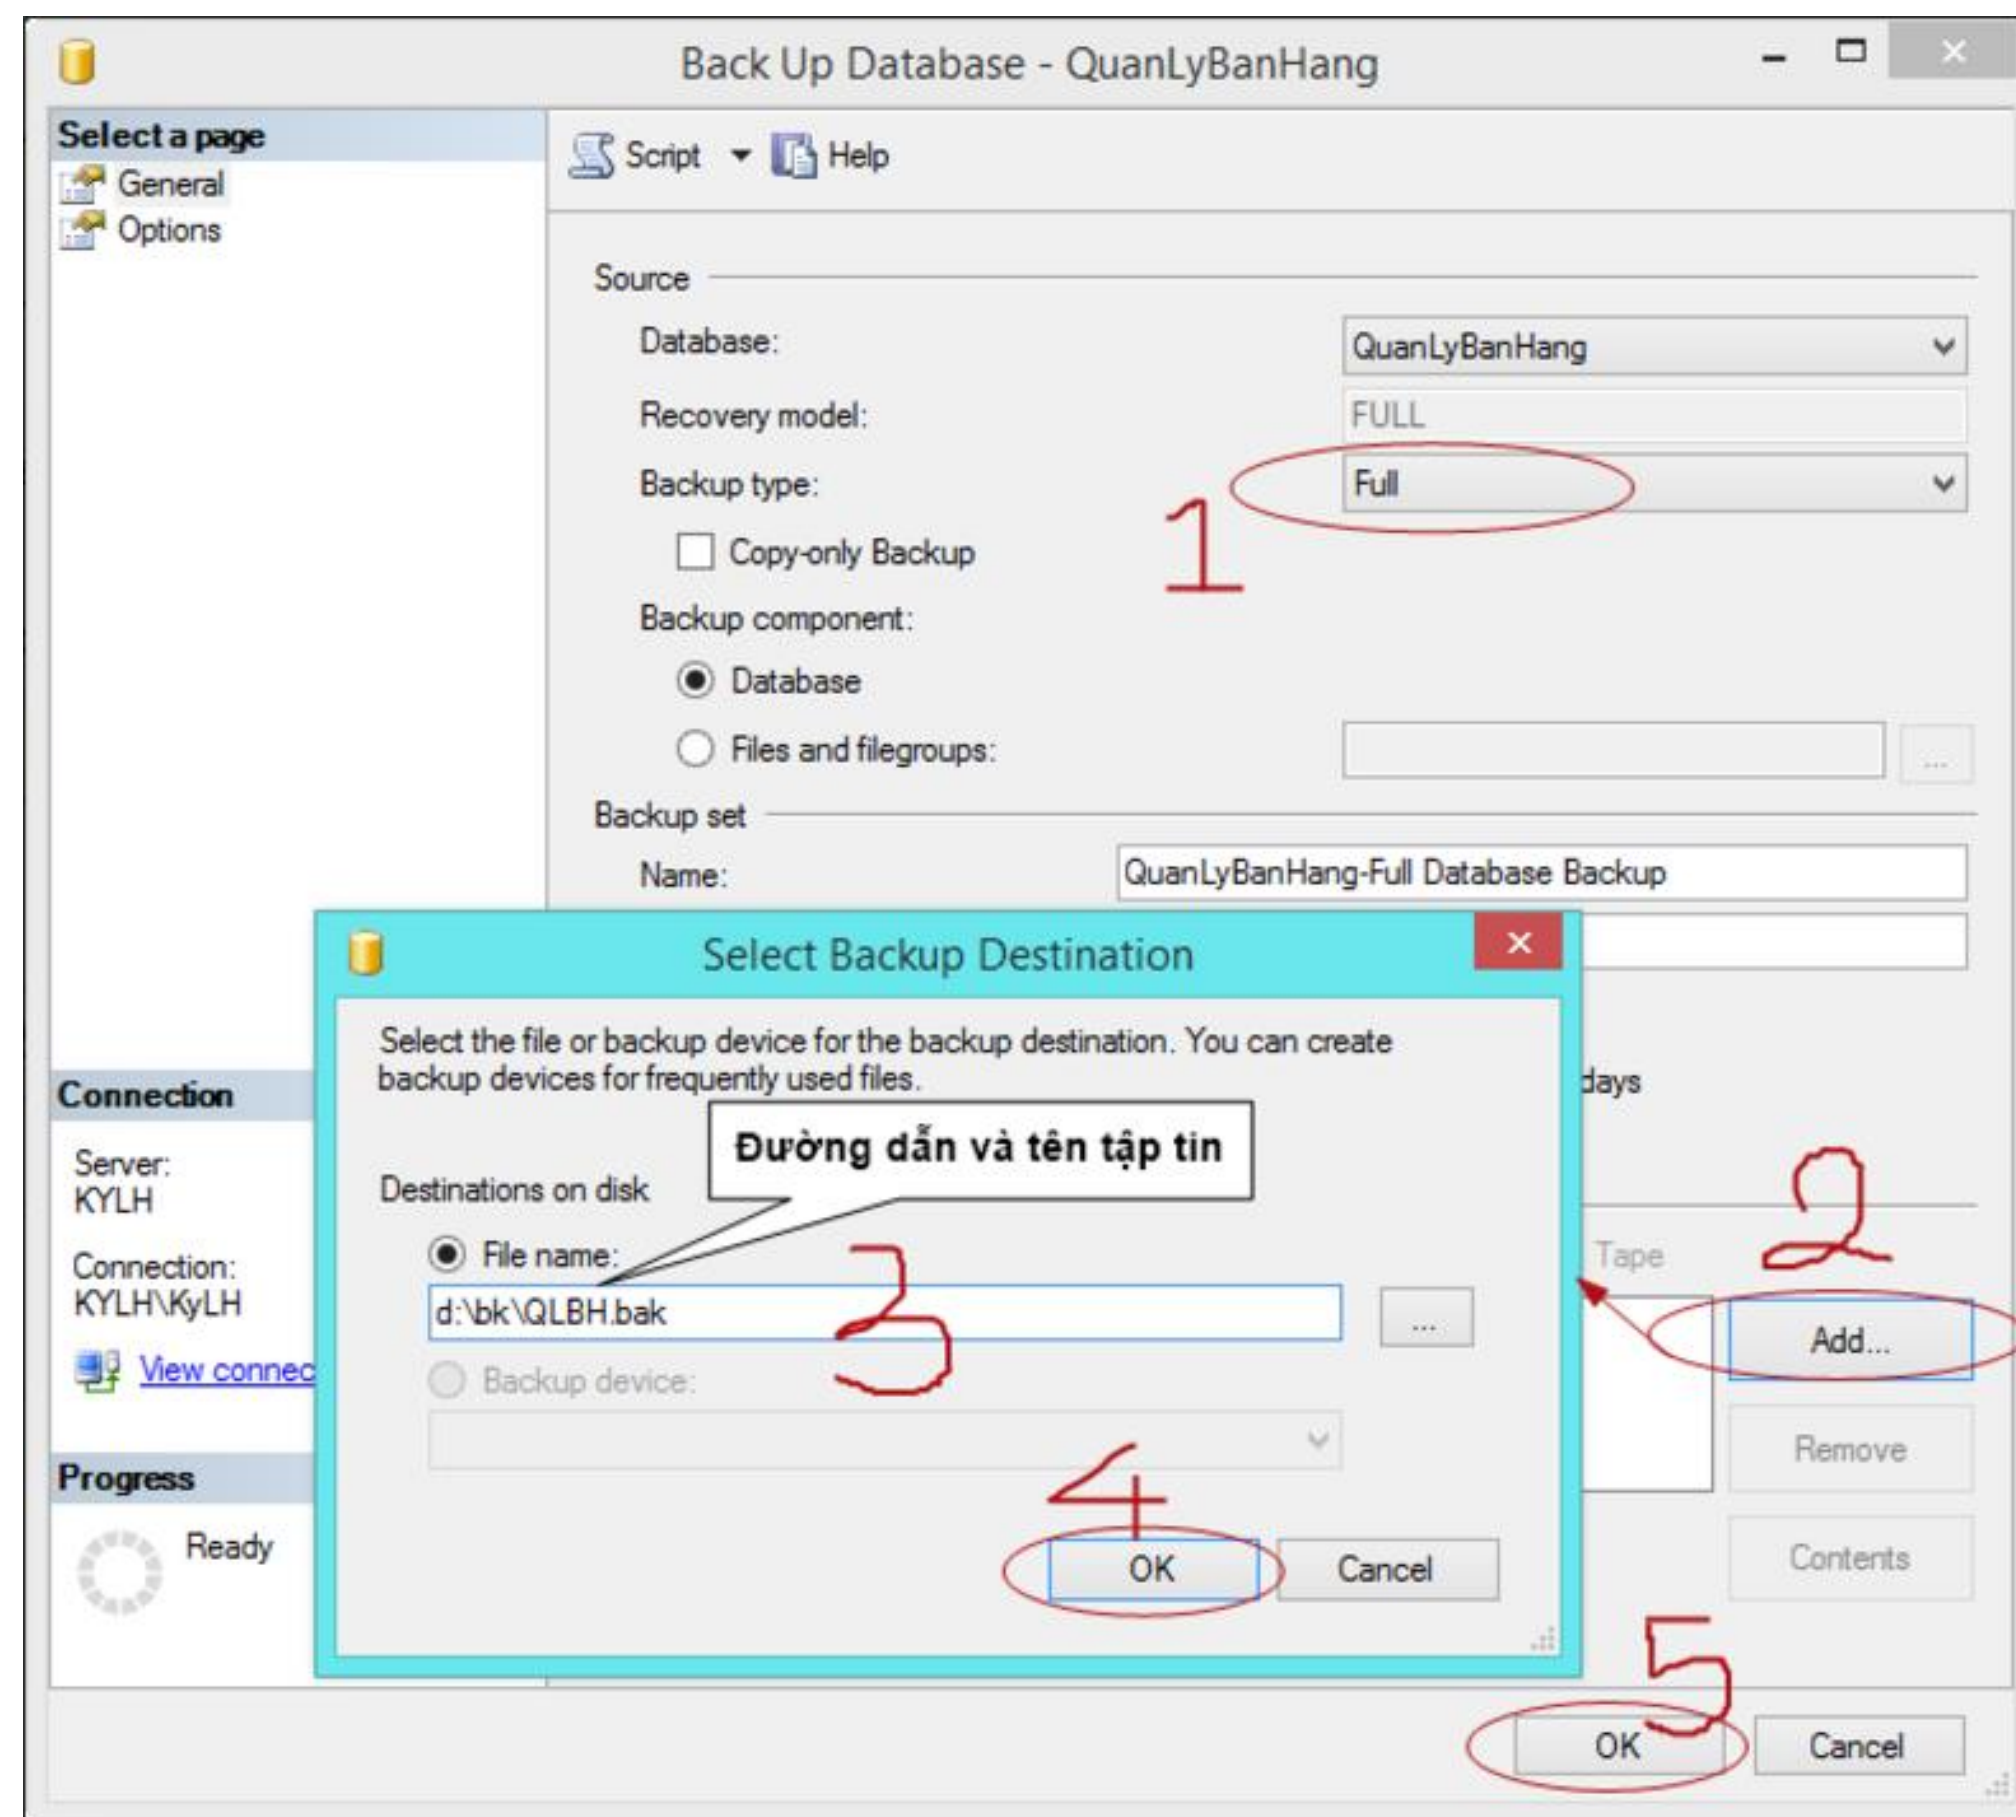 Back Up Database - QuanLyBanHang
Select a page
General
Options
Script
Help
Source
Database:
QuanLyBanHang
Recovery model:
FULL
Backup type:
Full
1
Copy-only Backup
Backup component:
Database
Files and filegroups:
...
Backup set
Name:
QuanLyBanHang-Full Database Backup
days
2
Tape
Add...
Remove
Contents
Select Backup Destination
Select the file or backup device for the backup destination. You can create
backup devices for frequently used files.
Đường dẫn và tên tập tin
Destinations on disk
File name:
3
d:\bk\QLBH.bak
...
Backup device:
4
OK
Cancel
Connection
Server:
KYLH
Connection:
KYLH\KyLH
View connec
Progress
Ready
5
OK
Cancel